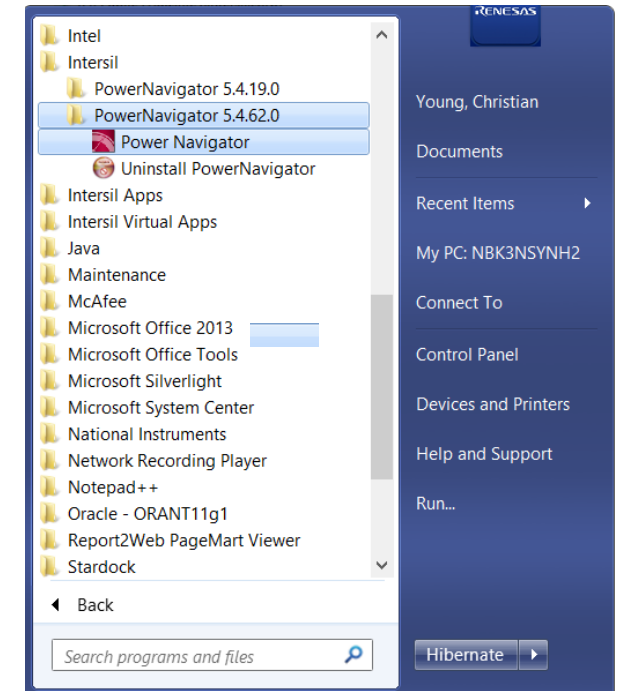 Intel
Intersil
PowerNavigator 5.4.19.0
PowerNavigator 5.4.62.0
Power Navigator
Uninstall PowerNavigator
Intersil Apps
Intersil Virtual Apps
Java
Maintenance
McAfee
Microsoft Office 2013
Microsoft Office Tools
Microsoft Silverlight
Microsoft System Center
National Instruments
Network Recording Player
Notepad++
Oracle - ORANT11g1
Report2Web PageMart Viewer
Stardock
Back
Search programs and files
RENESAS
Young, Christian
Documents
Recent Items
My PC: NBK3NSYNH2
Connect To
Control Panel
Devices and Printers
Help and Support
Run...
Hibernate